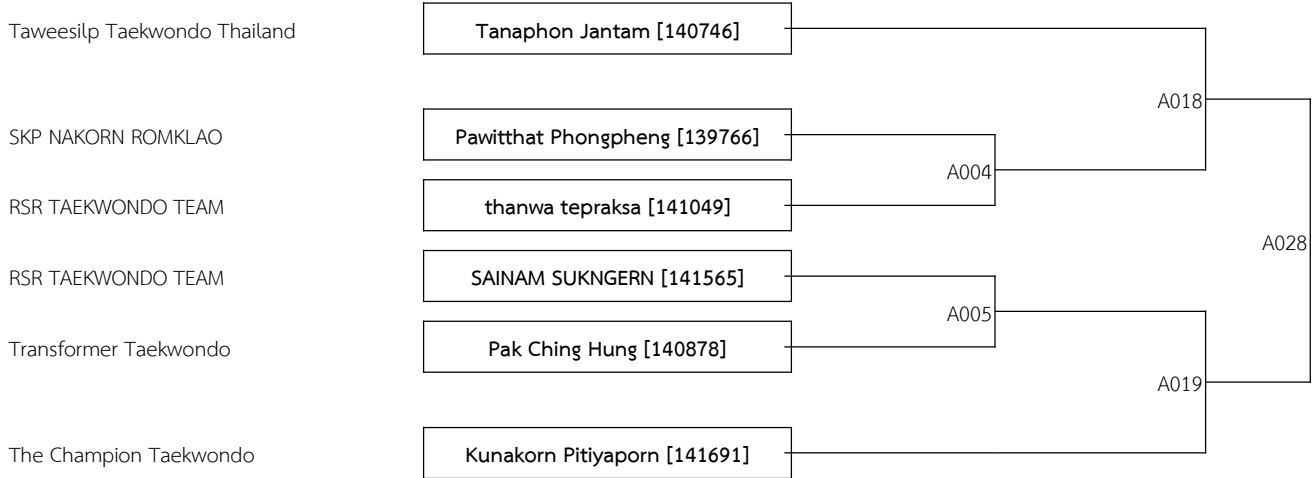 Taweesilp Taekwondo Thailand Tanaphon Jantam [140746]
A018
SKP NAKORN ROMKLAO Pawitthat Phongpheng [139766]
A004
RSR TAEKWONDO TEAM thanwa tepraksa [141049]
A028
RSR TAEKWONDO TEAM SAINAM SUKNGERN [141565]
A005
Transformer Taekwondo Pak Ching Hung [140878]
A019
The Champion Taekwondo Kunakorn Pitiyaporn [141691]